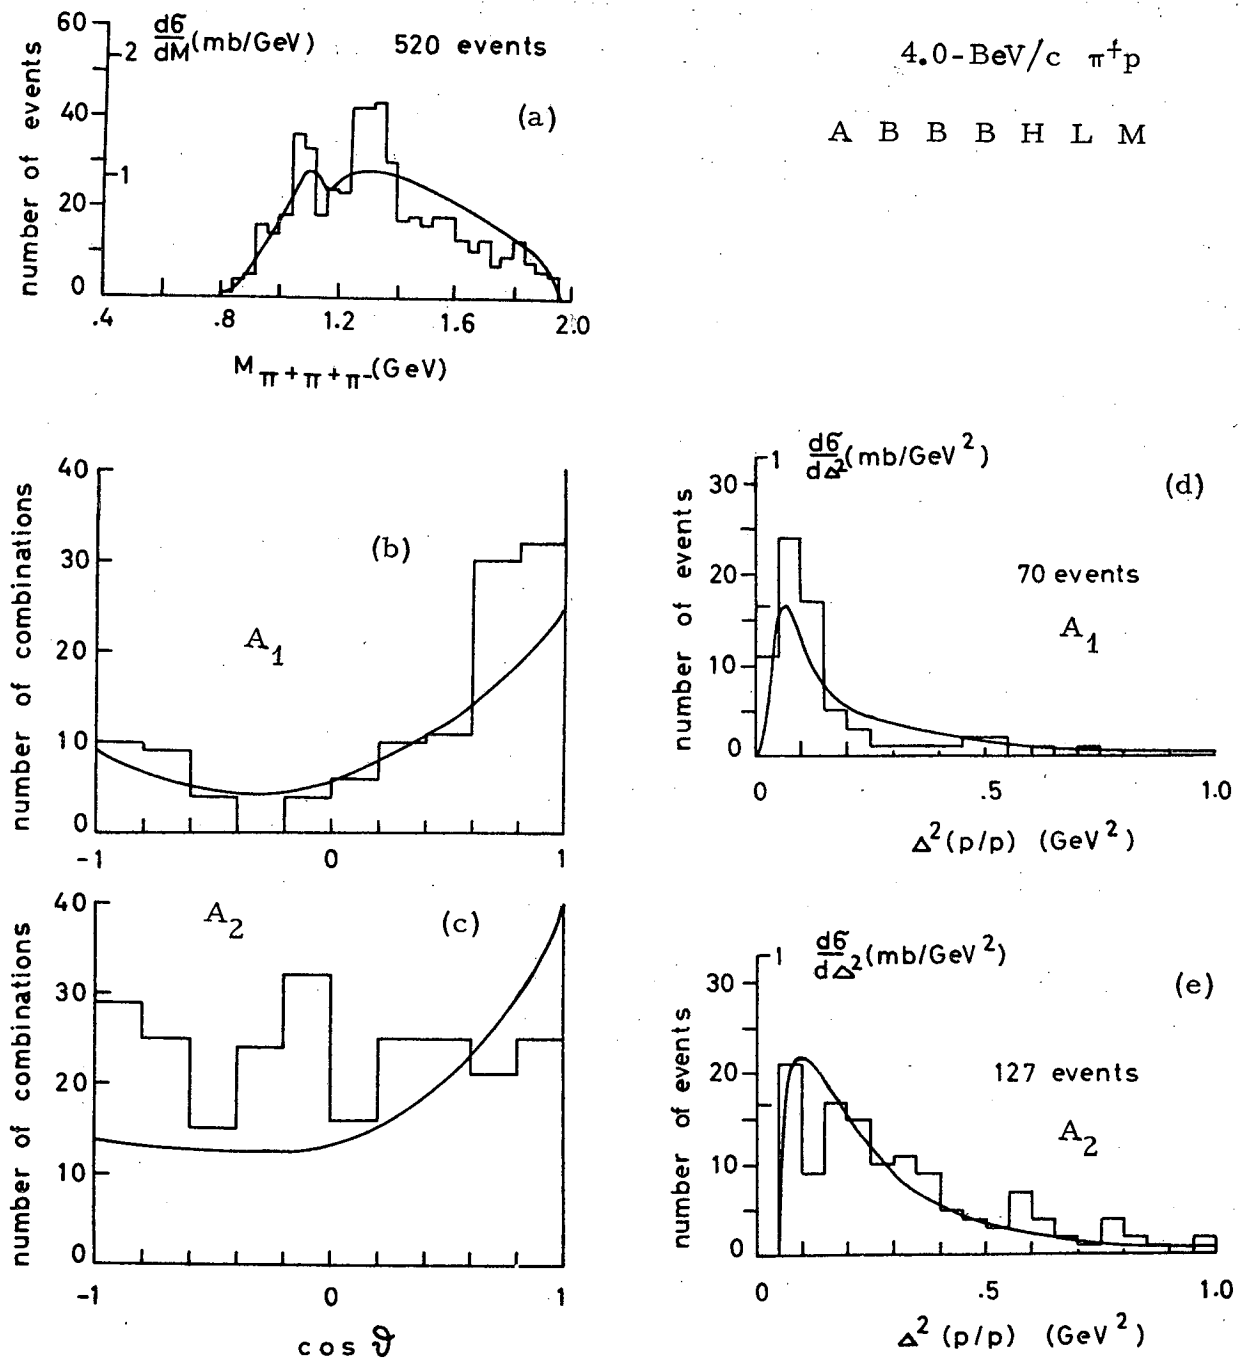 4.0-BeV/c π⁺p
A B B B H L M
number of events
60
40
20
0
2
1
dσ/dM (mb/GeV)
520 events
(a)
.4 .8 1.2 1.6 2.0
M π+π+π- (GeV)
number of combinations
40
30
20
10
0
A₁
(b)
-1 0 1
number of combinations
40
30
20
10
0
A₂
(c)
-1 0 1
cos ϑ
number of events
30
20
10
0
1
dσ/dΔ² (mb/GeV²)
(d)
70 events
A₁
0 .5 1.0
Δ² (p/p) (GeV²)
number of events
30
20
10
0
1
dσ/dΔ² (mb/GeV²)
(e)
127 events
A₂
0 .5 1.0
Δ² (p/p) (GeV²)